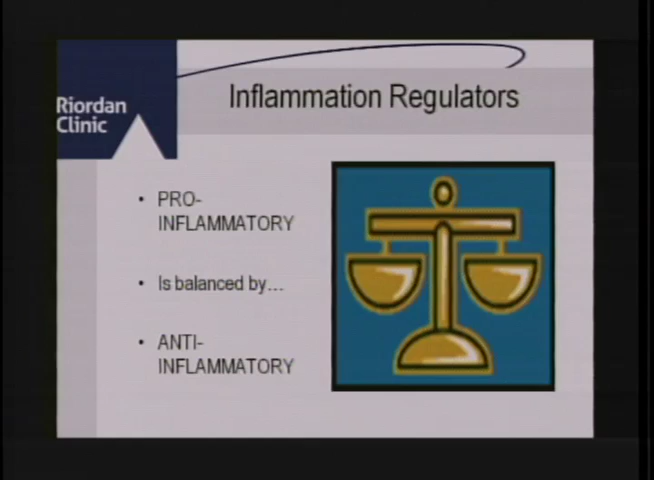 Riordan
Clinic
Inflammation Regulators
• PRO-
INFLAMMATORY
• Is balanced by…
• ANTI-
INFLAMMATORY